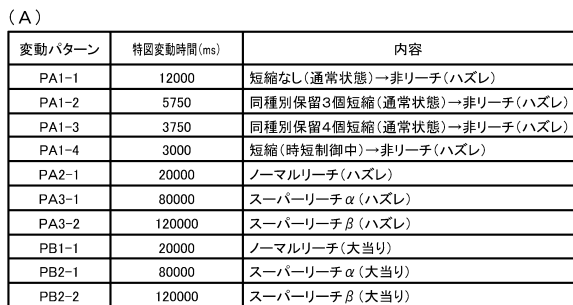 (A)
変動パターン 特図変動時間(ms) 内容
PA1-1 12000 短縮なし(通常状態)→非リーチ(ハズレ)
PA1-2 5750 同種別保留3個短縮(通常状態)→非リーチ(ハズレ)
PA1-3 3750 同種別保留4個短縮(通常状態)→非リーチ(ハズレ)
PA1-4 3000 短縮(時短制御中)→非リーチ(ハズレ)
PA2-1 20000 ノーマルリーチ(ハズレ)
PA3-1 80000 スーパーリーチα(ハズレ)
PA3-2 120000 スーパーリーチβ(ハズレ)
PB1-1 20000 ノーマルリーチ(大当り)
PB2-1 80000 スーパーリーチα(大当り)
PB2-2 120000 スーパーリーチβ(大当り)